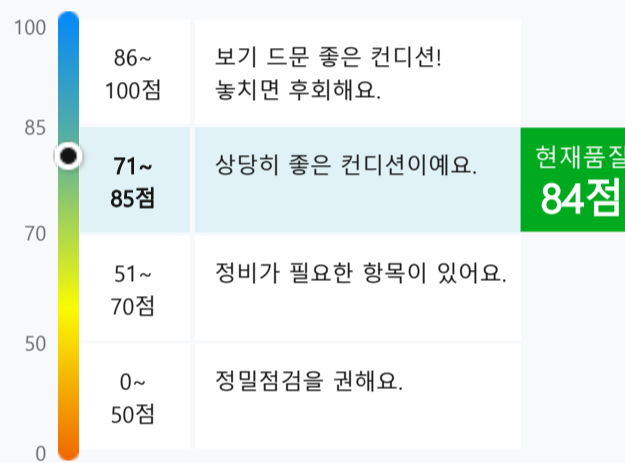 100
86~
100점
보기 드문 좋은 컨디션!
놓치면 후회해요.
85
71~
85점
상당히 좋은 컨디션이예요.
현재품질
84점
70
51~
70점
정비가 필요한 항목이 있어요.
50
0~
50점
정밀점검을 권해요.
0